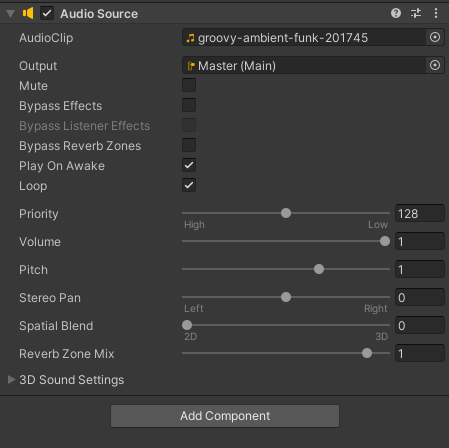 Audio Source
AudioClip groovy-ambient-funk-201745
Output Master (Main)
Mute
Bypass Effects
Bypass Listener Effects
Bypass Reverb Zones
Play On Awake
Loop
Priority 128
High Low
Volume 1
Pitch 1
Stereo Pan 0
Left Right
Spatial Blend 0
2D 3D
Reverb Zone Mix 1
3D Sound Settings
Add Component